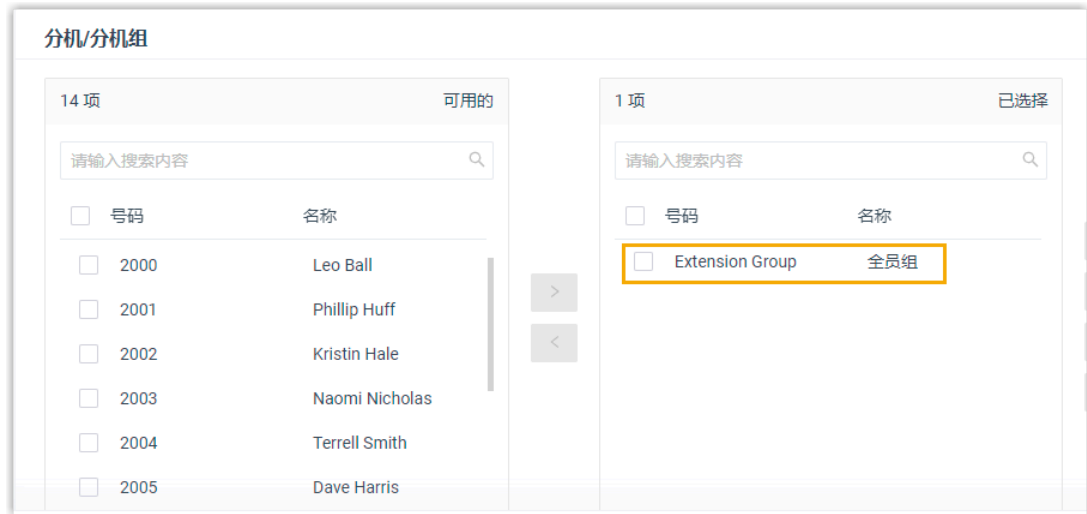 分机/分机组
14 项 可用的
请输入搜索内容
号码 名称
2000 Leo Ball
2001 Phillip Huff
2002 Kristin Hale
2003 Naomi Nicholas
2004 Terrell Smith
2005 Dave Harris
>
<
1 项 已选择
请输入搜索内容
号码 名称
Extension Group 全员组